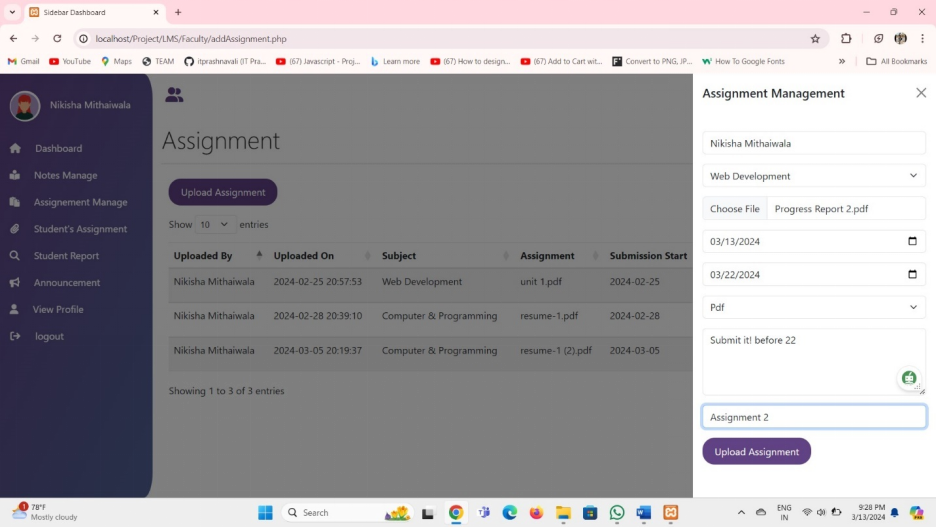 Sidebar Dashboard
localhost/Project/LMS/Faculty/addAssignment.php
Gmail YouTube Maps TEAM itprashnavali (IT Pra... (67) Javascript - Proj... Learn more (67) How to design... (67) Add to Cart wit... Convert to PNG, JP... How To Google Fonts » All Bookmarks
Nikisha Mithaiwala
Dashboard
Notes Manage
Assignement Manage
Student's Assignment
Student Report
Announcement
View Profile
logout
Assignment
Upload Assignment
Show 10 entries
Uploaded By Uploaded On Subject Assignment Submission Start
Nikisha Mithaiwala 2024-02-25 20:57:53 Web Development unit 1.pdf 2024-02-25
Nikisha Mithaiwala 2024-02-28 20:39:10 Computer & Programming resume-1.pdf 2024-02-28
Nikisha Mithaiwala 2024-03-05 20:19:37 Computer & Programming resume-1 (2).pdf 2024-03-05
Showing 1 to 3 of 3 entries
Assignment Management
Nikisha Mithaiwala
Web Development
Choose File Progress Report 2.pdf
03/13/2024
03/22/2024
Pdf
Submit it! before 22
Assignment 2
Upload Assignment
1
78°F
Mostly cloudy
Search
ENG
IN
9:28 PM
3/13/2024